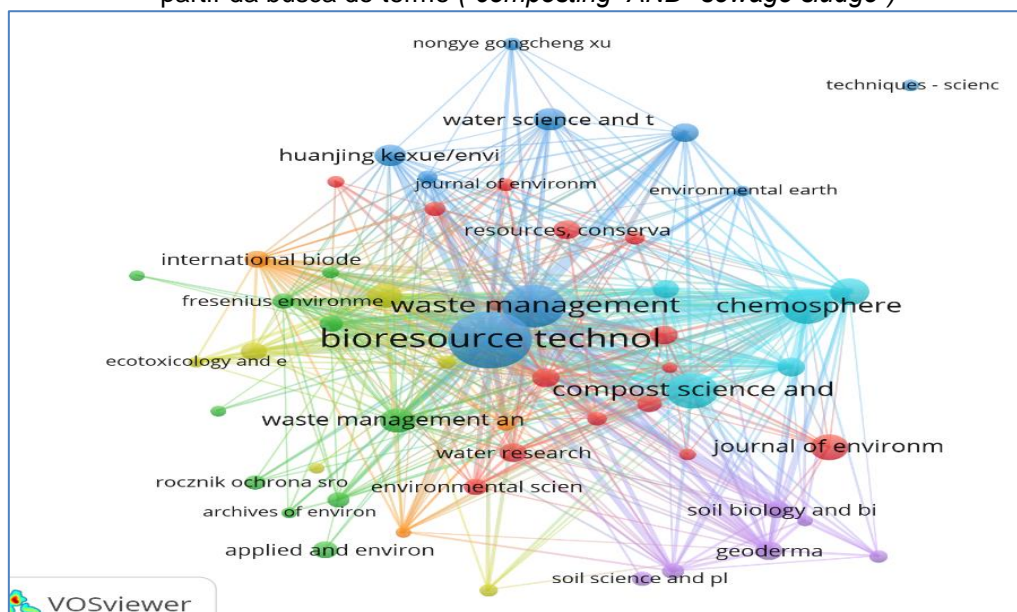 partir da busca do termo ("composting" AND "sewage sludge")
nongye gongcheng xu
techniques - scienc
water science and t
huanjing kexue/envi
journal of environm
environmental earth
resources, conserva
international biode
fresenius environme
waste management
chemosphere
bioresource technol
ecotoxicology and e
compost science and
waste management an
water research
journal of environm
rocznik ochrona sro
environmental scien
archives of environ
soil biology and bi
applied and environ
geoderma
soil science and pl
VOSviewer